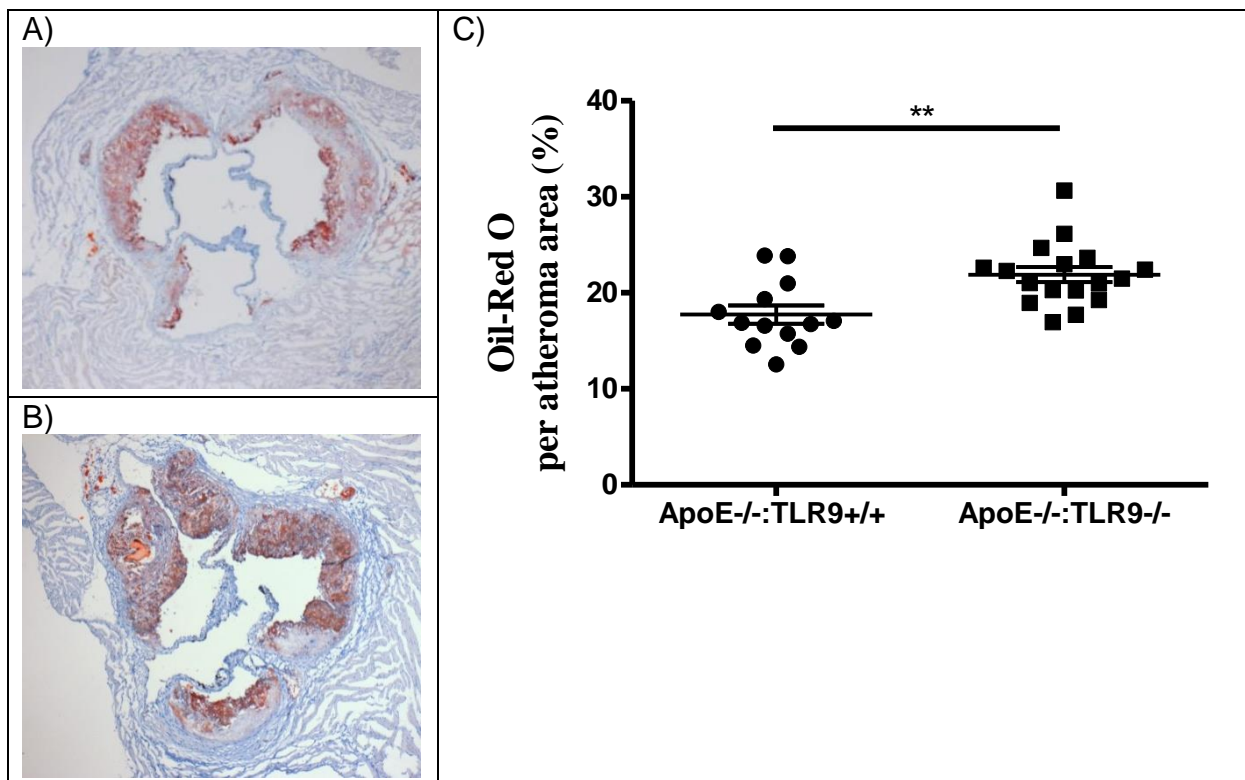 A)
B)
C)
Oil-Red O
per atheroma area (%)
40
30
20
10
0
**
ApoE-/-:TLR9+/+
ApoE-/-:TLR9-/-